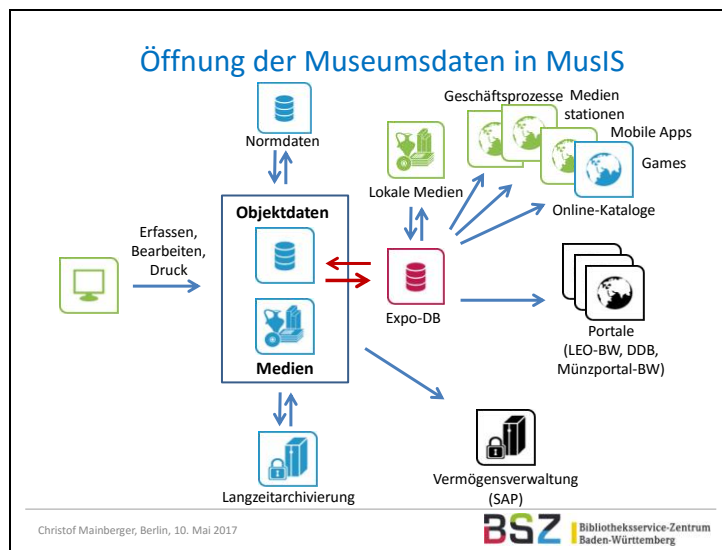 Öffnung der Museumsdaten in MusIS
Geschäftsprozesse
Medien
stationen
Mobile Apps
Games
Online-Kataloge
Normdaten
Lokale Medien
Objektdaten
Erfassen,
Bearbeiten,
Druck
Expo-DB
Medien
Portale
(LEO-BW, DDB,
Münzportal-BW)
Langzeitarchivierung
Vermögensverwaltung
(SAP)
Christof Mainberger, Berlin, 10. Mai 2017
BSZ
Bibliotheksservice-Zentrum
Baden-Württemberg